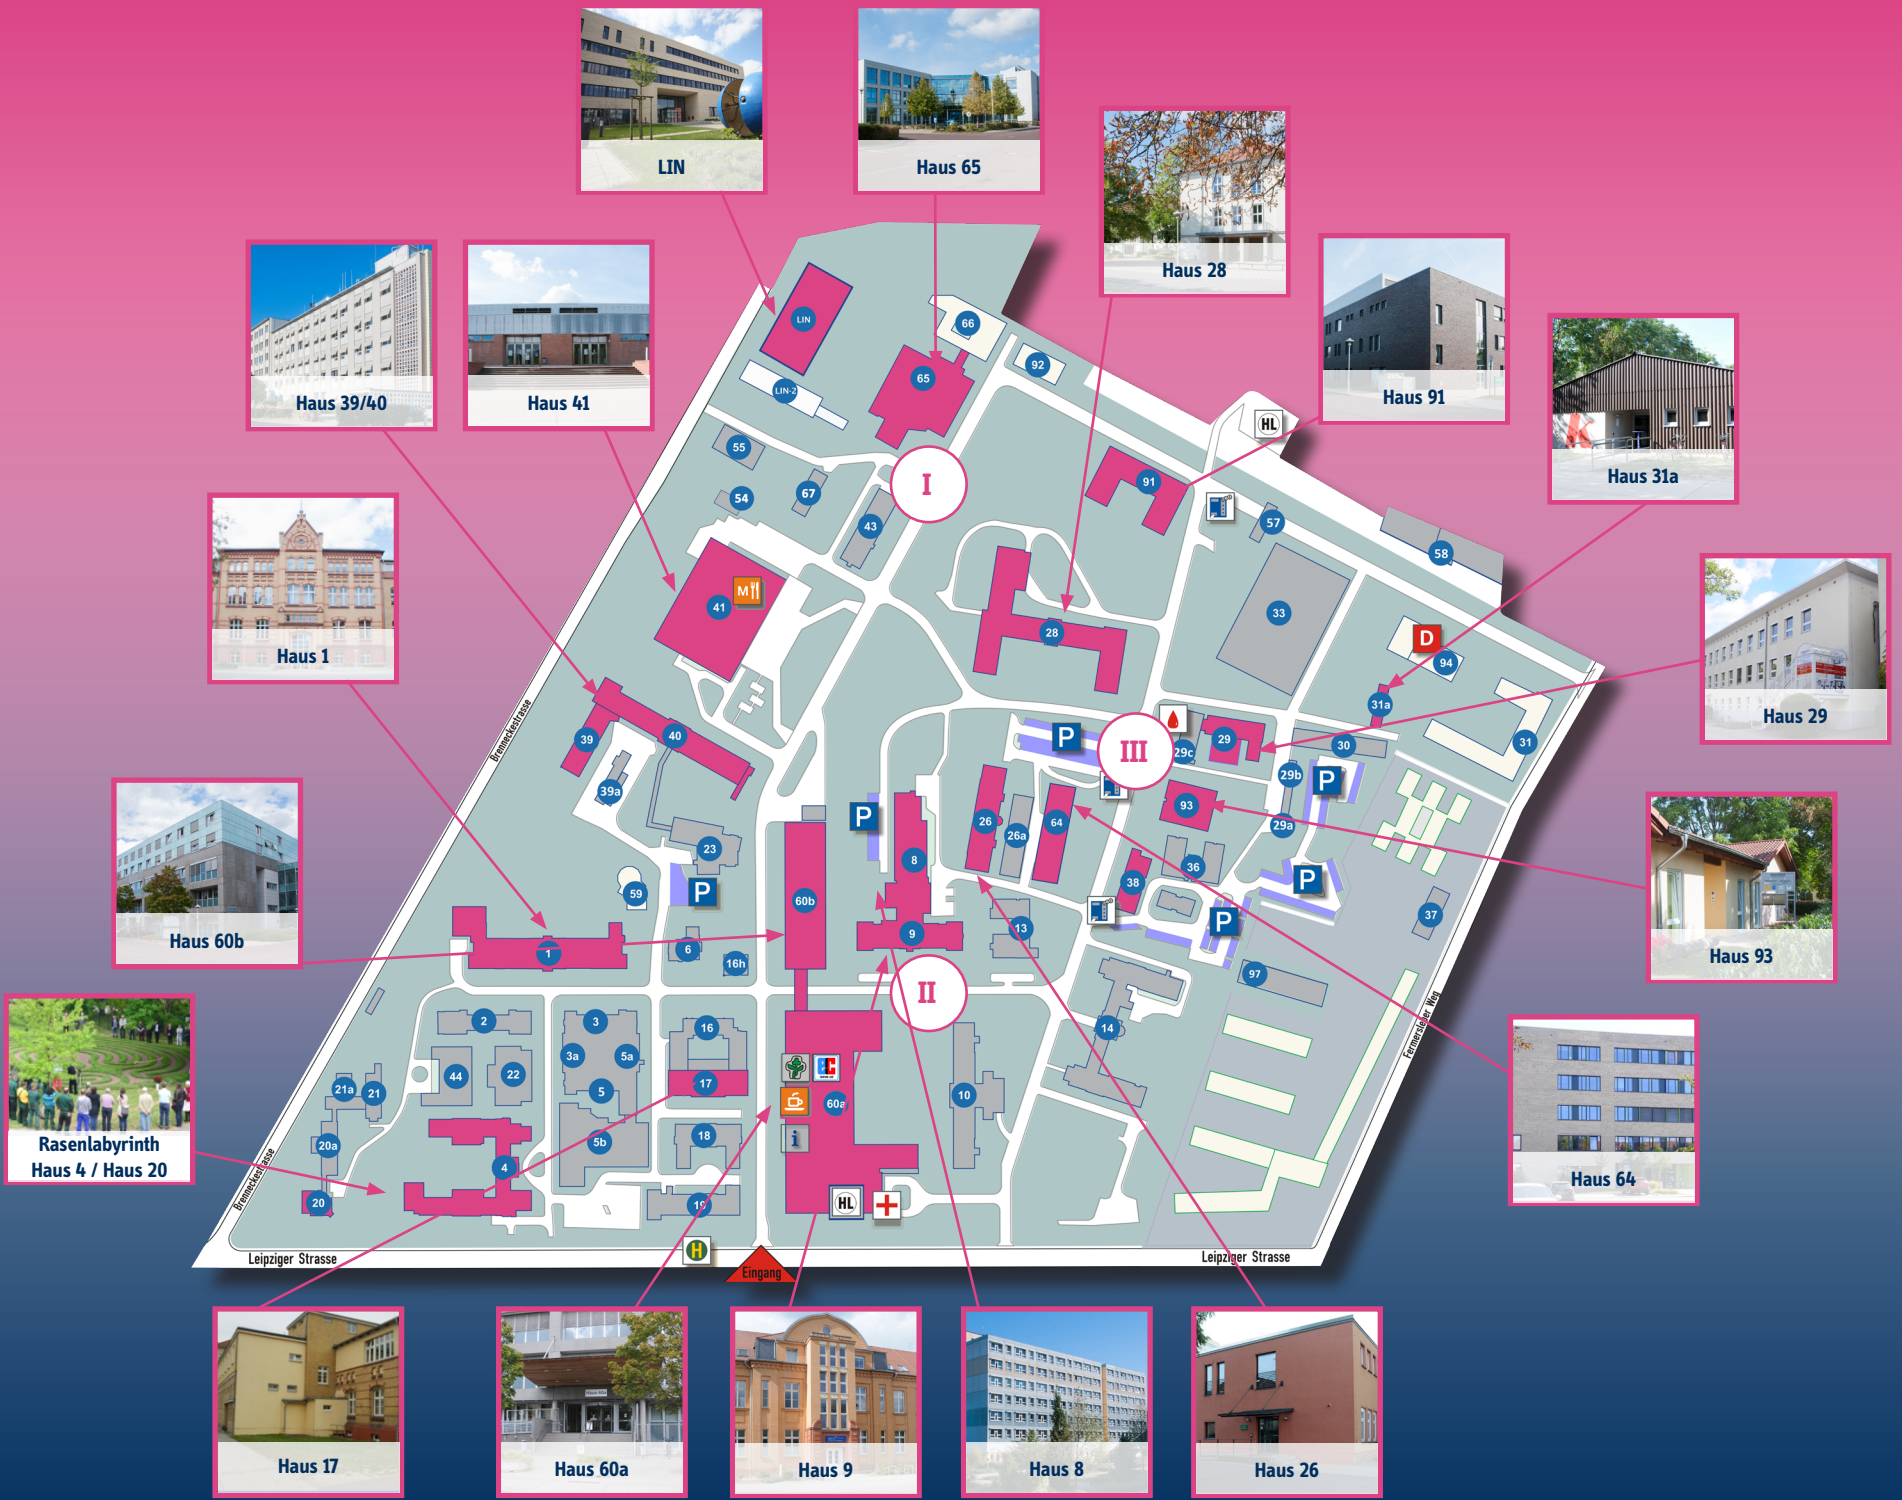 LIN
Haus 65
Haus 28
Haus 39/40
Haus 41
Haus 91
Haus 31a
Haus 1
Haus 29
Haus 60b
Haus 93
Rasenlabyrinth
Haus 4 / Haus 20
Haus 64
Haus 17
Haus 60a
Haus 9
Haus 8
Haus 26
LIN
66
92
65
LIN-2
HL
55
91
54
67
43
57
58
41
M
33
28
D
94
31a
39
40
P
III
29
29c
30
31
39a
29b
P
93
29a
P
26
26a
64
23
8
36
38
P
59
P
60b
37
P
1
6
9
13
16h
97
II
I
2
3
16
14
3a
5a
44
22
17
EC
21a
21
5
60a
10
20a
5b
18
i
4
20
19
HL
H
Eingang
Brenneckestrasse
Brenneckestrasse
Fermersleber Weg
Leipziger Strasse
Leipziger Strasse